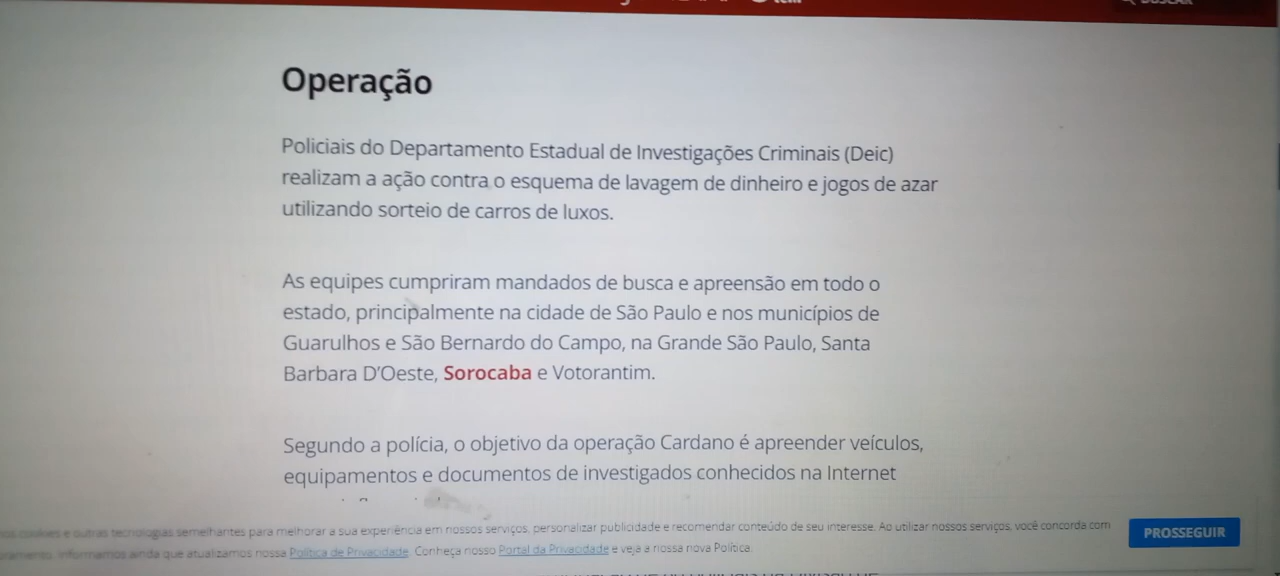 BUSCAR
Operação
Policiais do Departamento Estadual de Investigações Criminais (Deic)
realizam a ação contra o esquema de lavagem de dinheiro e jogos de azar
utilizando sorteio de carros de luxos.
As equipes cumpriram mandados de busca e apreensão em todo o
estado, principalmente na cidade de São Paulo e nos municípios de
Guarulhos e São Bernardo do Campo, na Grande São Paulo, Santa
Barbara D'Oeste, Sorocaba e Votorantim.
Segundo a polícia, o objetivo da operação Cardano é apreender veículos,
equipamentos e documentos de investigados conhecidos na Internet
cookies e outras tecnologias semelhantes para melhorar a sua experiência em nossos serviços, personalizar publicidade e recomendar conteúdo de seu interesse. Ao utilizar nossos serviços, você concorda com
informamos ainda que atualizamos nossa Política de Privacidade. Conheça nosso Portal da Privacidade e veja a nossa nova Política.
PROSSEGUIR